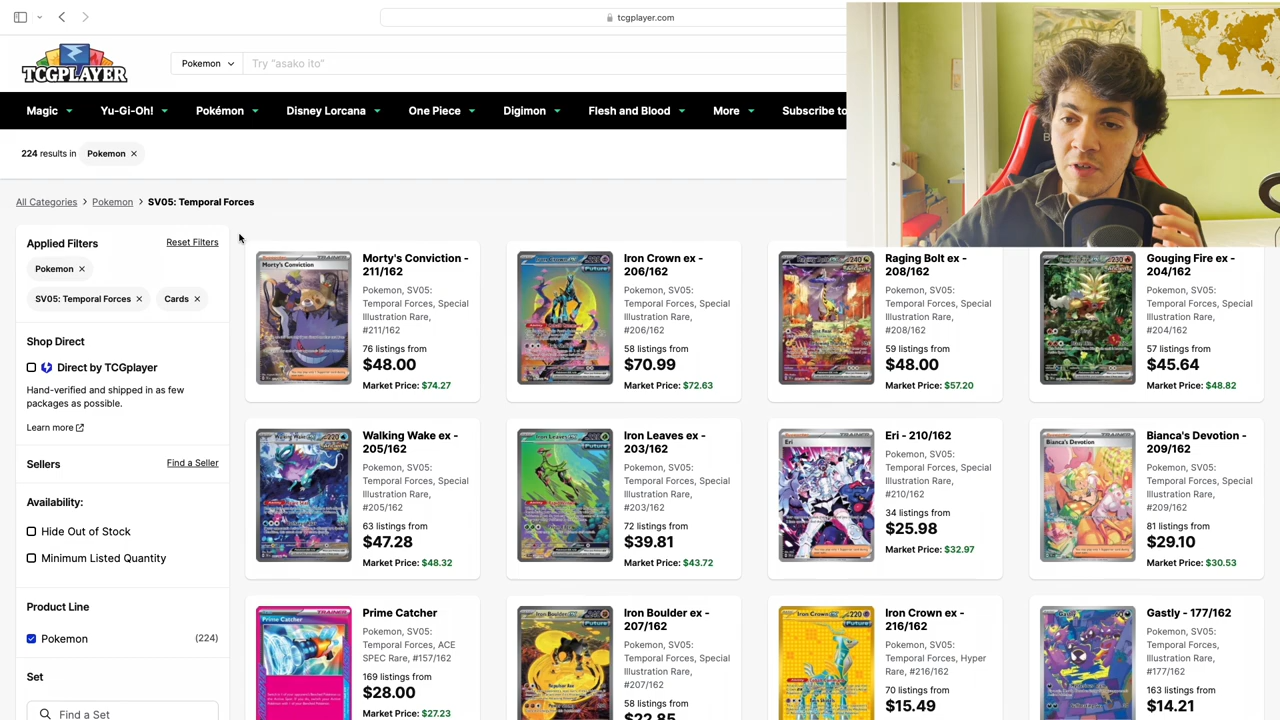 tcgplayer.com
TCGPLAYER
Pokemon
Try “asako ito”
Magic
Yu-Gi-Oh!
Pokémon
Disney Lorcana
One Piece
Digimon
Flesh and Blood
More
Subscribe to
224 results in
Pokemon
All Categories
Pokemon
SV05: Temporal Forces
Applied Filters
Reset Filters
Pokemon
SV05: Temporal Forces
Cards
Shop Direct
Direct by TCGplayer
Hand-verified and shipped in as few
packages as possible.
Learn more
Sellers
Find a Seller
Availability:
Hide Out of Stock
Minimum Listed Quantity
Product Line
Pokemon
(224)
Set
Find a Set
Morty's Conviction
Morty's Conviction -
211/162
Pokemon, SV05:
Temporal Forces, Special
Illustration Rare,
#211/162
76 listings from
$48.00
Market Price: $74.27
Iron Crown ex -
206/162
Pokemon, SV05:
Temporal Forces, Special
Illustration Rare,
#206/162
58 listings from
$70.99
Market Price: $72.63
Raging Bolt ex -
208/162
Pokemon, SV05:
Temporal Forces, Special
Illustration Rare,
#208/162
59 listings from
$48.00
Market Price: $57.20
Gouging Fire ex -
204/162
Pokemon, SV05:
Temporal Forces, Special
Illustration Rare,
#204/162
57 listings from
$45.64
Market Price: $48.82
Walking Wake ex -
205/162
Pokemon, SV05:
Temporal Forces, Special
Illustration Rare,
#205/162
63 listings from
$47.28
Market Price: $48.32
Iron Leaves ex -
203/162
Pokemon, SV05:
Temporal Forces, Special
Illustration Rare,
#203/162
72 listings from
$39.81
Market Price: $43.72
Eri
Eri - 210/162
Pokemon, SV05:
Temporal Forces, Special
Illustration Rare,
#210/162
34 listings from
$25.98
Market Price: $32.97
Bianca's Devotion
Bianca's Devotion -
209/162
Pokemon, SV05:
Temporal Forces, Special
Illustration Rare,
#209/162
81 listings from
$29.10
Market Price: $30.53
Prime Catcher
Prime Catcher
Pokemon, SV05:
Temporal Forces, ACE
SPEC Rare, #157/162
169 listings from
$28.00
Market Price: $27.23
Iron Boulder ex -
207/162
Pokemon, SV05:
Temporal Forces, Special
Illustration Rare,
#207/162
58 listings from
$22.85
Iron Crown ex -
216/162
Pokemon, SV05:
Temporal Forces, Hyper
Rare, #216/162
70 listings from
$15.49
Gastly - 177/162
Pokemon, SV05:
Temporal Forces,
Illustration Rare,
#177/162
163 listings from
$14.21